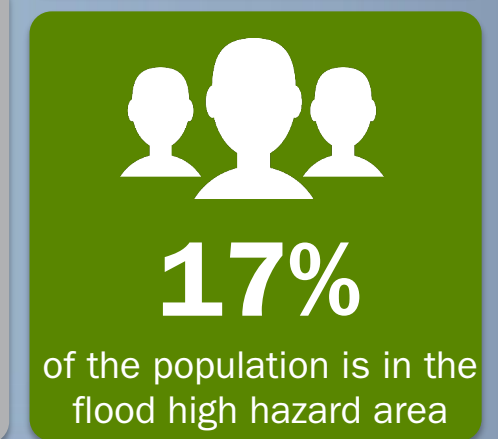 17%
of the population is in the
flood high hazard area